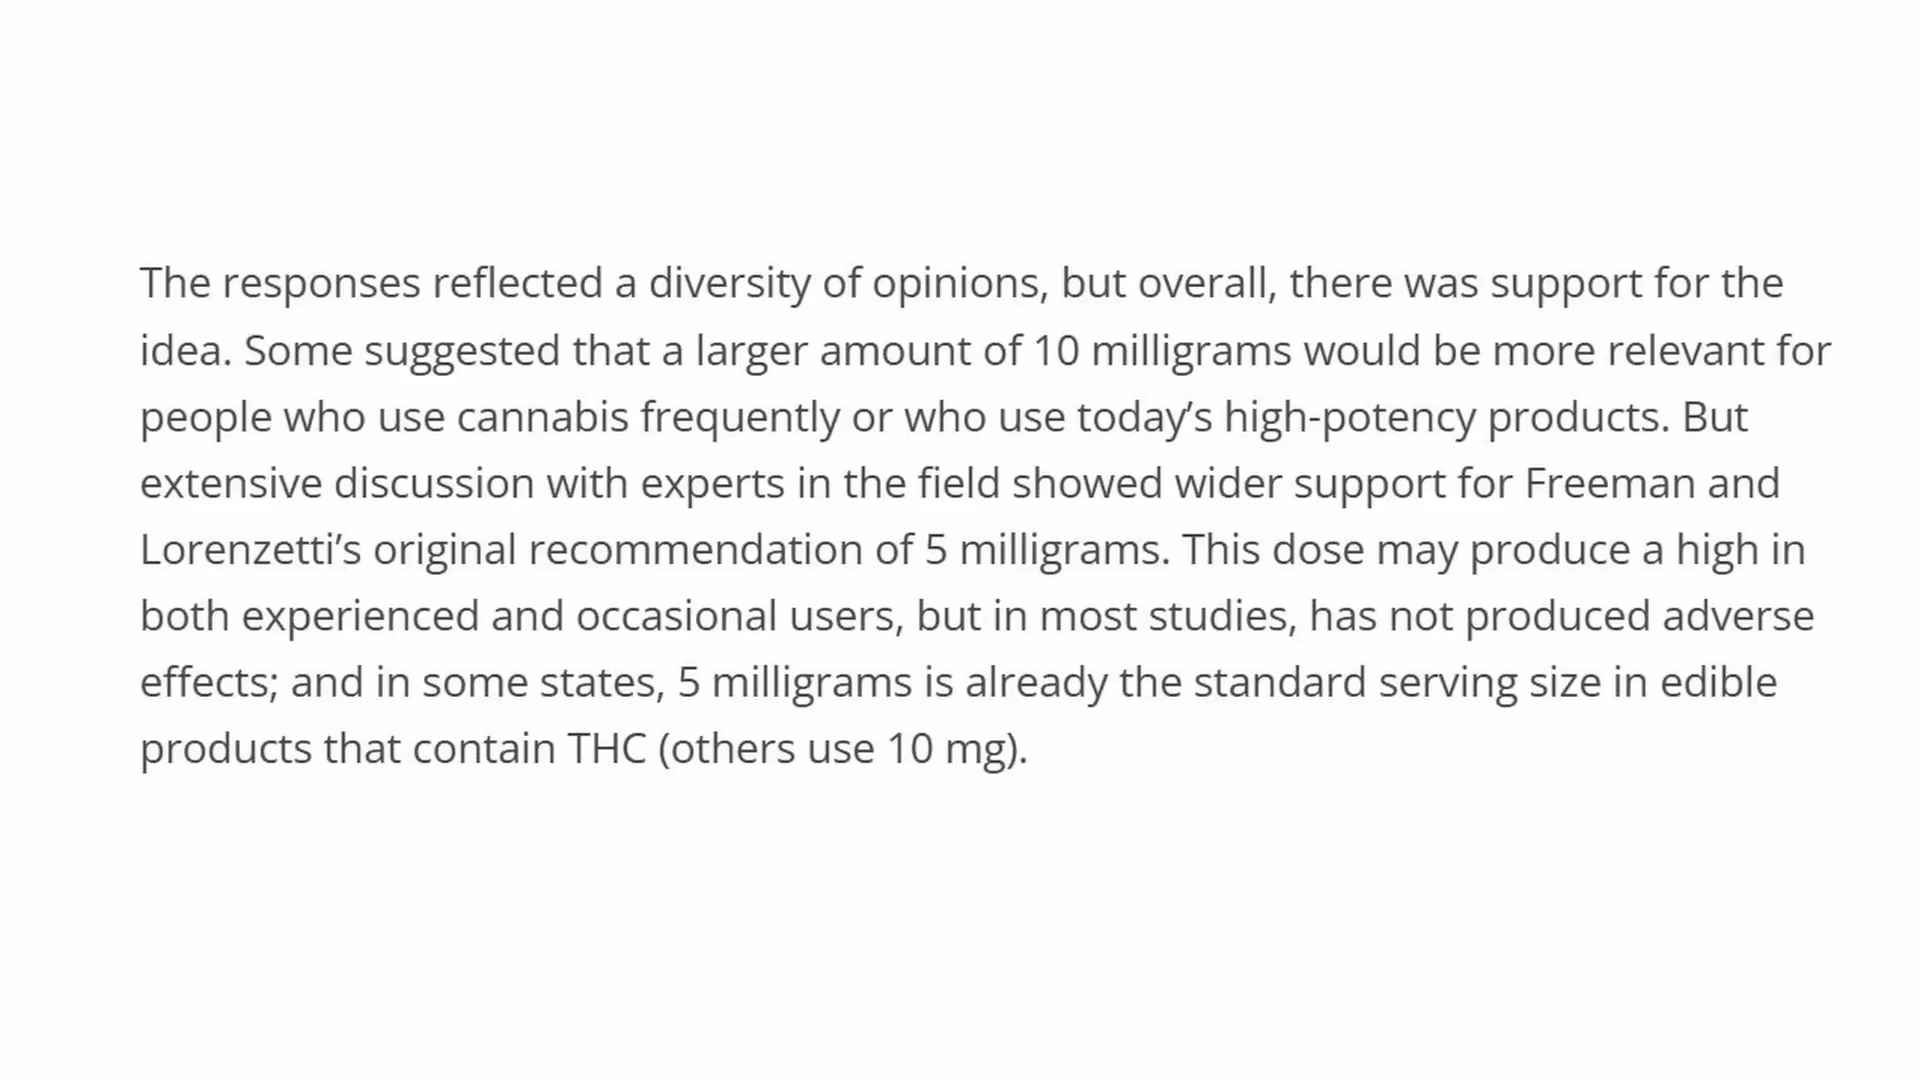 The responses reflected a diversity of opinions, but overall, there was support for the
idea. Some suggested that a larger amount of 10 milligrams would be more relevant for
people who use cannabis frequently or who use today’s high-potency products. But
extensive discussion with experts in the field showed wider support for Freeman and
Lorenzetti’s original recommendation of 5 milligrams. This dose may produce a high in
both experienced and occasional users, but in most studies, has not produced adverse
effects; and in some states, 5 milligrams is already the standard serving size in edible
products that contain THC (others use 10 mg).